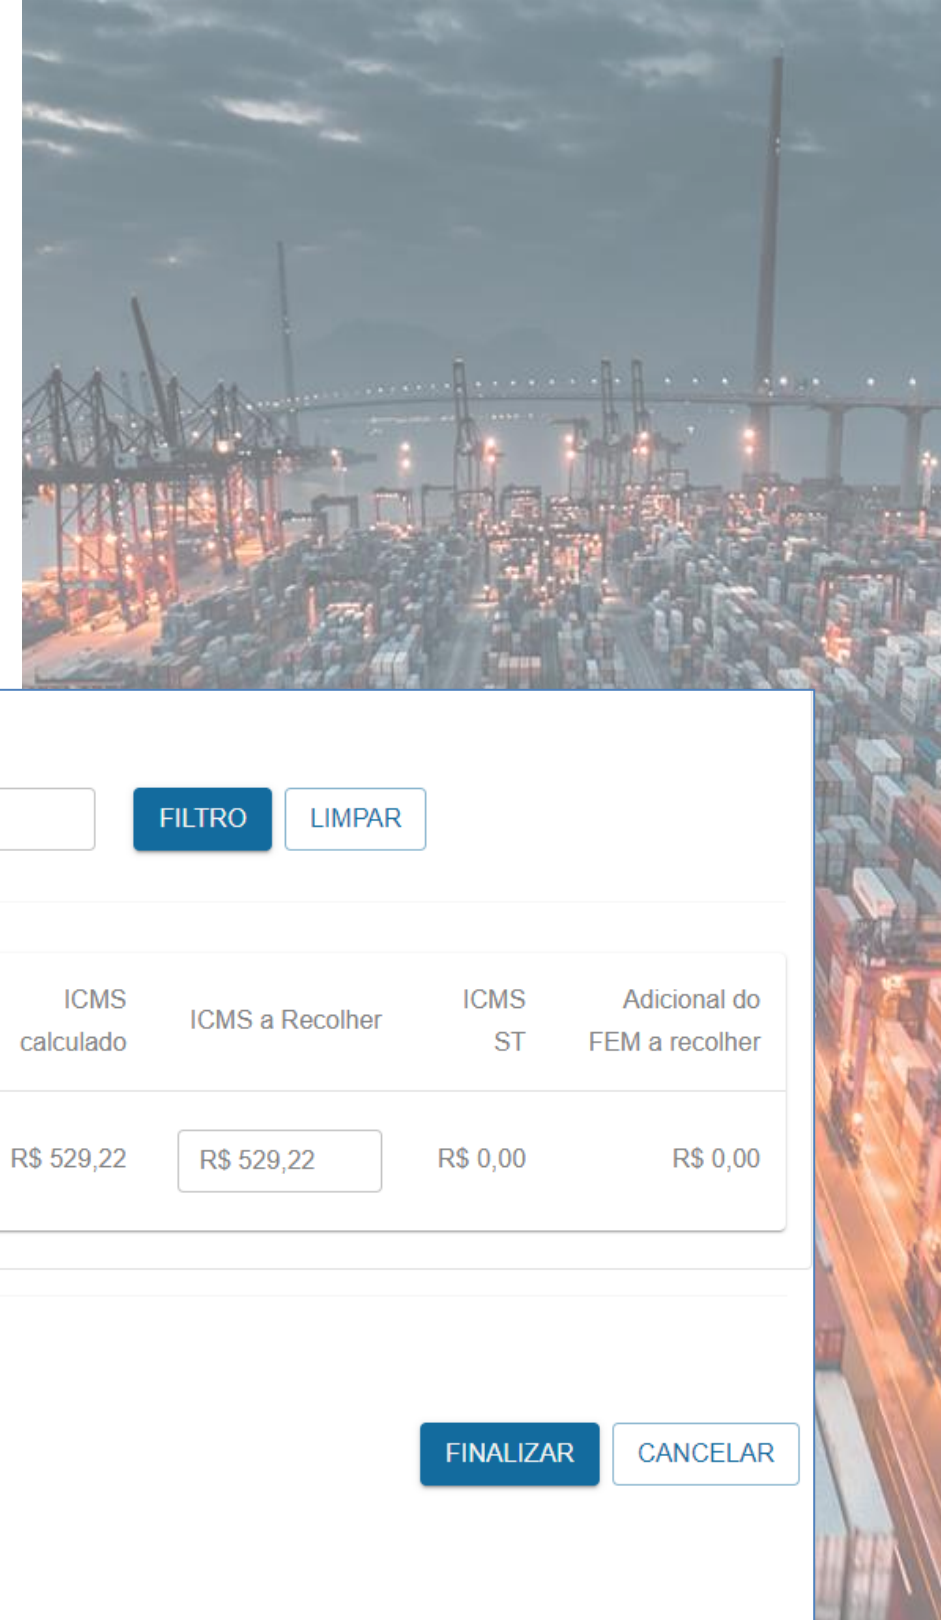 FILTRO LIMPAR
ICMS calculado
ICMS a Recolher
ICMS ST
Adicional do FEM a recolher
R$ 529,22 R$ 529,22 R$ 0,00 R$ 0,00
FINALIZAR CANCELAR